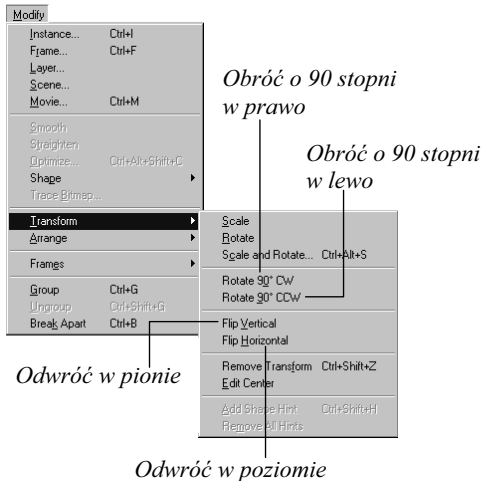 Modify
Instance... Ctrl+I
Frame... Ctrl+F
Layer...
Scene...
Movie... Ctrl+M
Smooth
Straighten
Optimize... Ctrl+Alt+Shift+C
Shape
Trace Bitmap...
Transform
Arrange
Frames
Group Ctrl+G
Ungroup Ctrl+Shift+G
Break Apart Ctrl+B
Obróć o 90 stopni
w prawo
Obróć o 90 stopni
w lewo
Scale
Rotate
Scale and Rotate... Ctrl+Alt+S
Rotate 90° CW
Rotate 90° CCW
Flip Vertical
Flip Horizontal
Remove Transform Ctrl+Shift+Z
Edit Center
Add Shape Hint Ctrl+Shift+H
Remove All Hints
Odwróć w pionie
Odwróć w poziomie